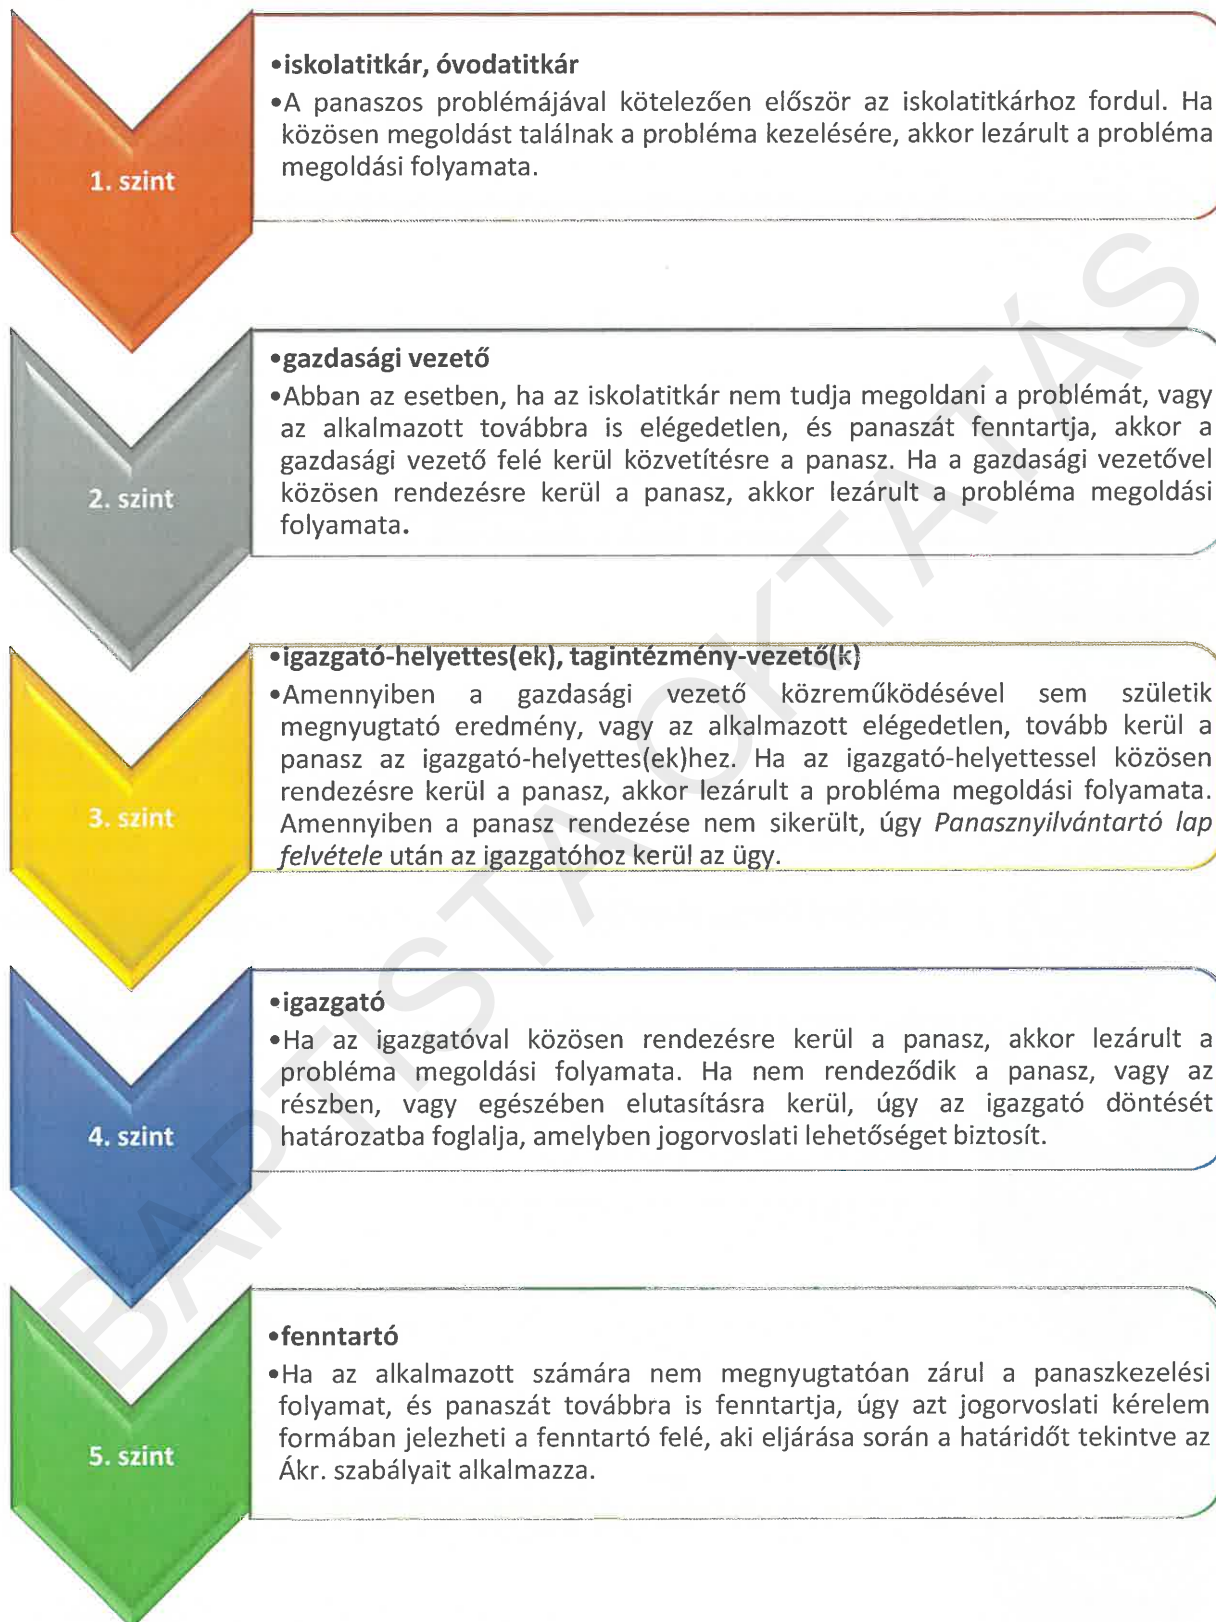 •iskolatitkár, óvodatitkár
•A panaszos problémájával kötelezően először az iskolatitkárhoz fordul. Ha
közösen megoldást találnak a probléma kezelésére, akkor lezárult a probléma
megoldási folyamata.
1. szint
•gazdasági vezető
•Abban az esetben, ha az iskolatitkár nem tudja megoldani a problémát, vagy
az alkalmazott továbbra is elégedetlen, és panaszát fenntartja, akkor a
gazdasági vezető felé kerül közvetítésre a panasz. Ha a gazdasági vezetővel
közösen rendezésre kerül a panasz, akkor lezárult a probléma megoldási
folyamata.
2. szint
•igazgató-helyettes(ek), tagintézmény-vezető(k)
•Amennyiben a gazdasági vezető közreműködésével sem születik
megnyugtató eredmény, vagy az alkalmazott elégedetlen, tovább kerül a
panasz az igazgató-helyettes(ek)hez. Ha az igazgató-helyettessel közösen
rendezésre kerül a panasz, akkor lezárult a probléma megoldási folyamata.
Amennyiben a panasz rendezése nem sikerült, úgy Panasznyilvántartó lap
felvétele után az igazgatóhoz kerül az ügy.
3. szint
•igazgató
•Ha az igazgatóval közösen rendezésre kerül a panasz, akkor lezárult a
probléma megoldási folyamata. Ha nem rendeződik a panasz, vagy az
részben, vagy egészében elutasításra kerül, úgy az igazgató döntését
határozatba foglalja, amelyben jogorvoslati lehetőséget biztosít.
4. szint
•fenntartó
•Ha az alkalmazott számára nem megnyugtatóan zárul a panaszkezelési
folyamat, és panaszát továbbra is fenntartja, úgy azt jogorvoslati kérelem
formában jelezheti a fenntartó felé, aki eljárása során a határidőt tekintve az
Ákr. szabályait alkalmazza.
5. szint
BAPTISTA OKTATÁS